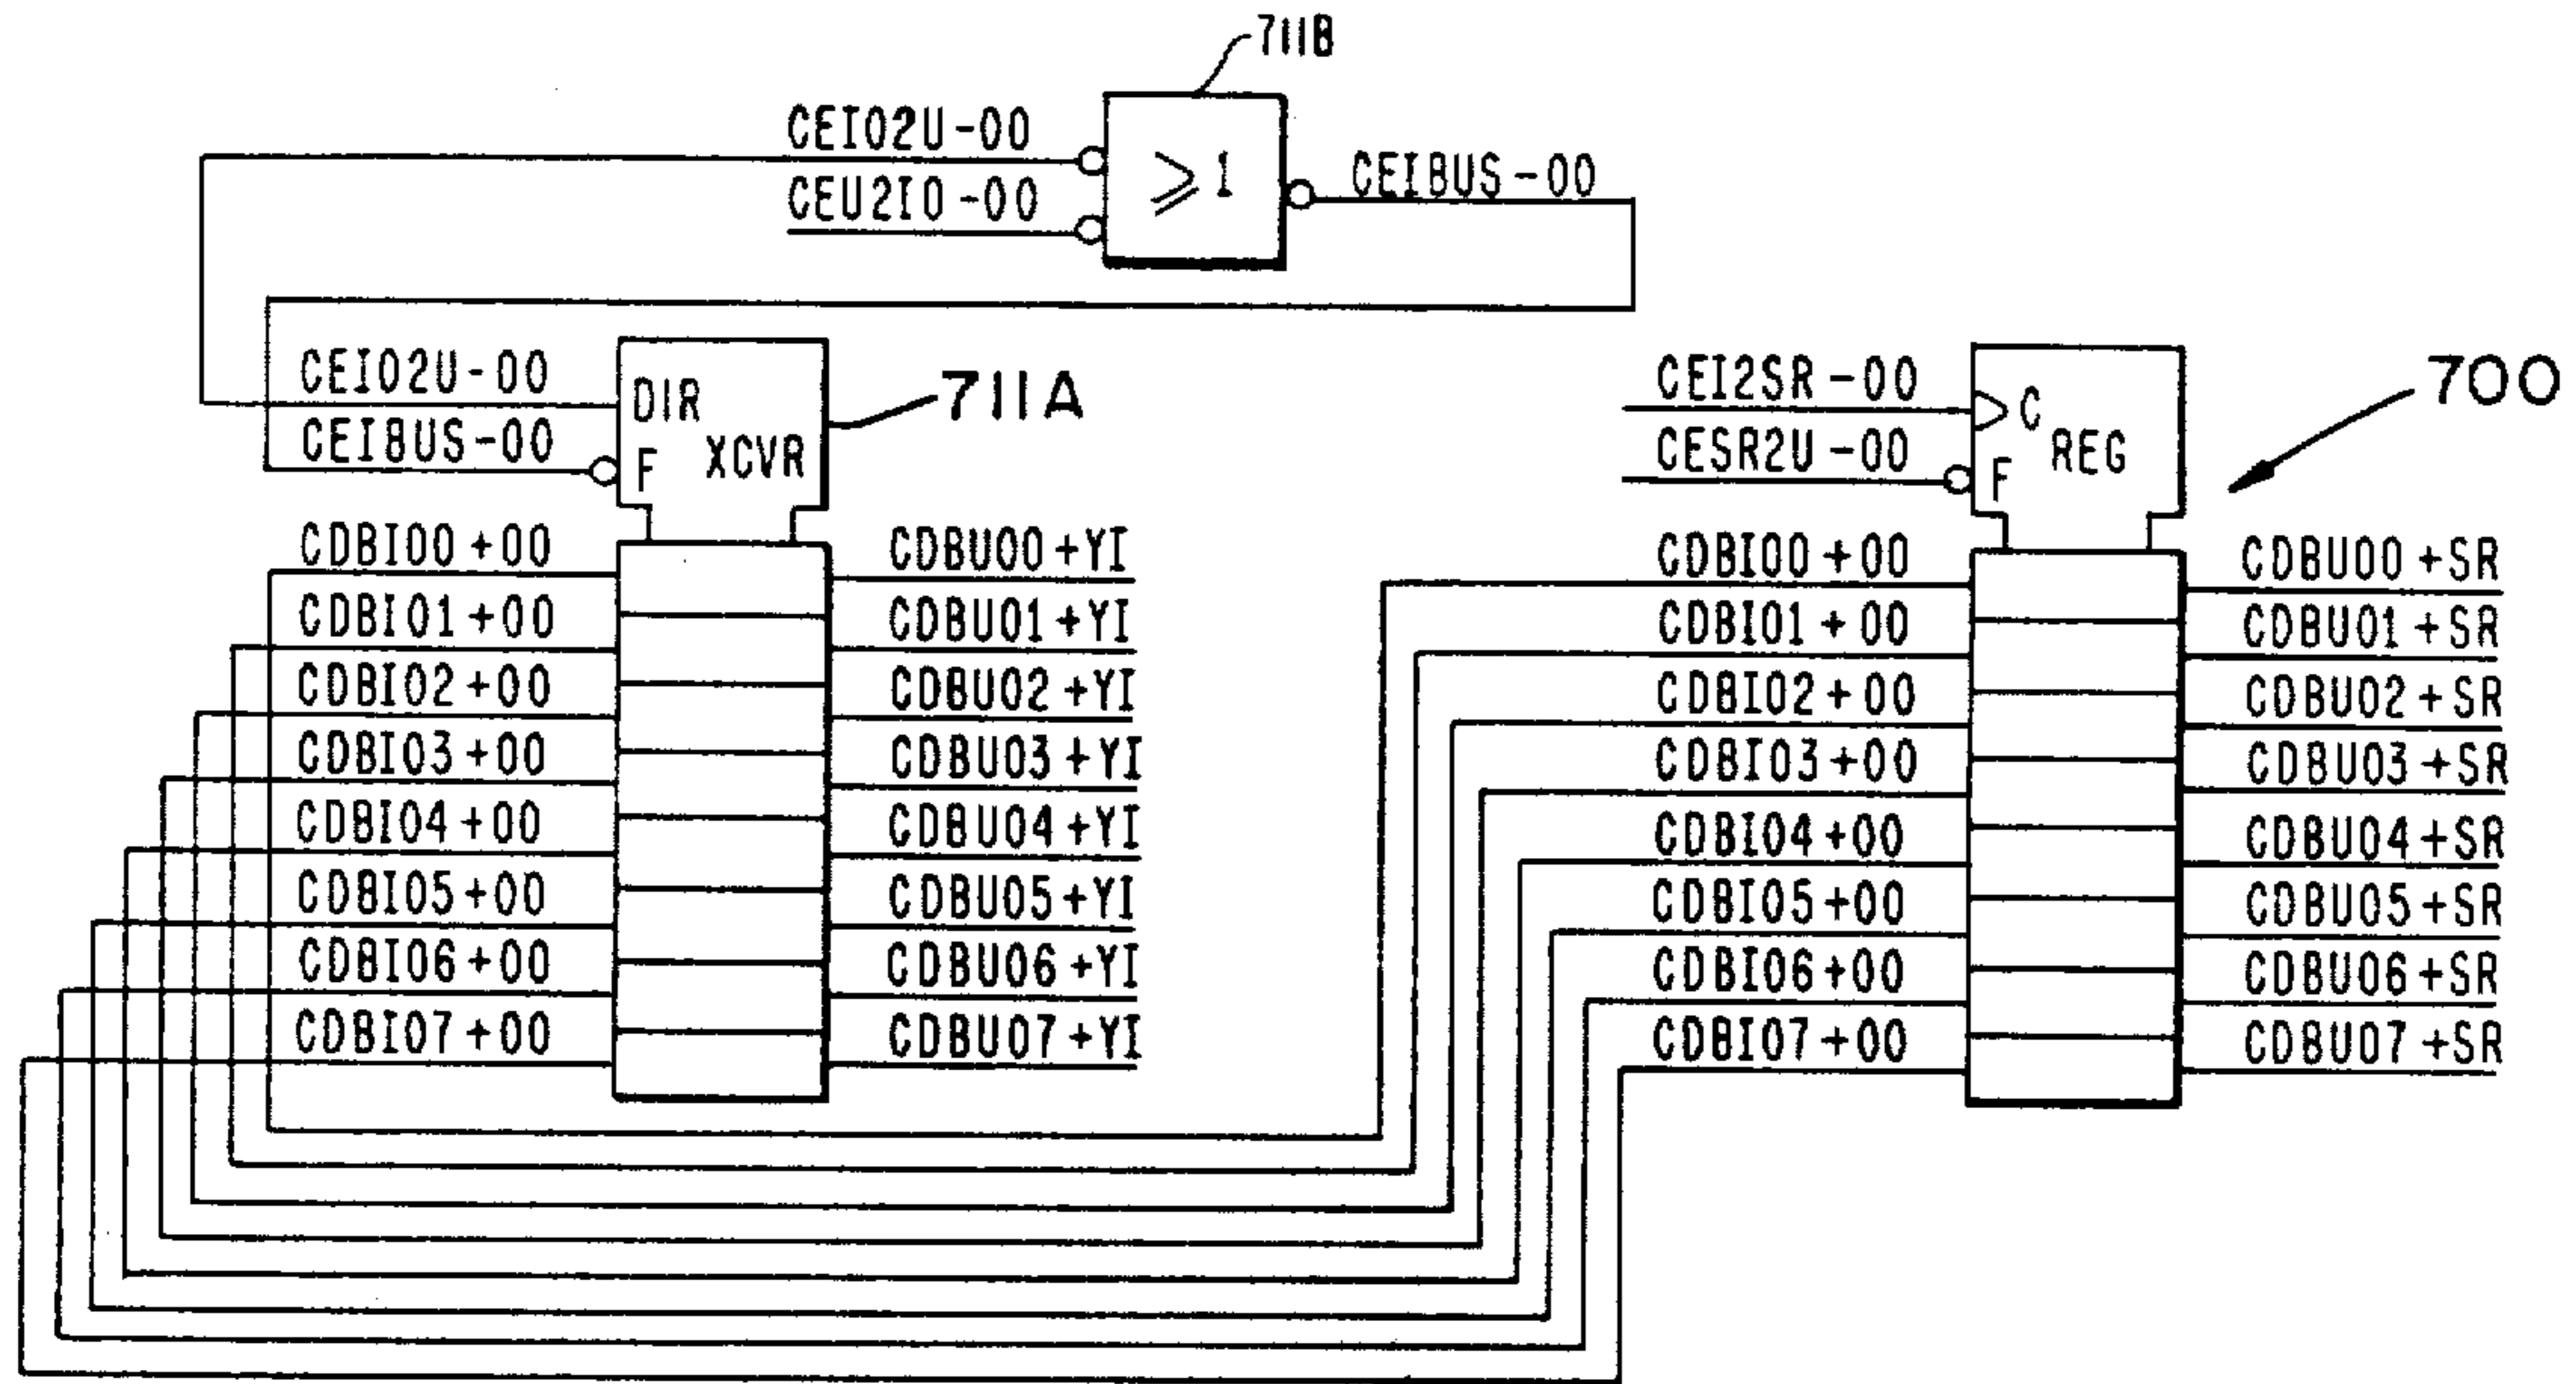 711B
CEI02U-00
CEU2I0-00
≥1
CEIBUS-00
CEI02U-00
CEIBUS-00
DIR
F
XCVR
711A
CEI2SR-00
CESR2U-00
C
F
REG
700
CDBI00+00
CDBI01+00
CDBI02+00
CDBI03+00
CDBI04+00
CDBI05+00
CDBI06+00
CDBI07+00
CDBU00+YI
CDBU01+YI
CDBU02+YI
CDBU03+YI
CDBU04+YI
CDBU05+YI
CDBU06+YI
CDBU07+YI
CDBI00+00
CDBI01+00
CDBI02+00
CDBI03+00
CDBI04+00
CDBI05+00
CDBI06+00
CDBI07+00
CDBU00+SR
CDBU01+SR
CDBU02+SR
CDBU03+SR
CDBU04+SR
CDBU05+SR
CDBU06+SR
CDBU07+SR